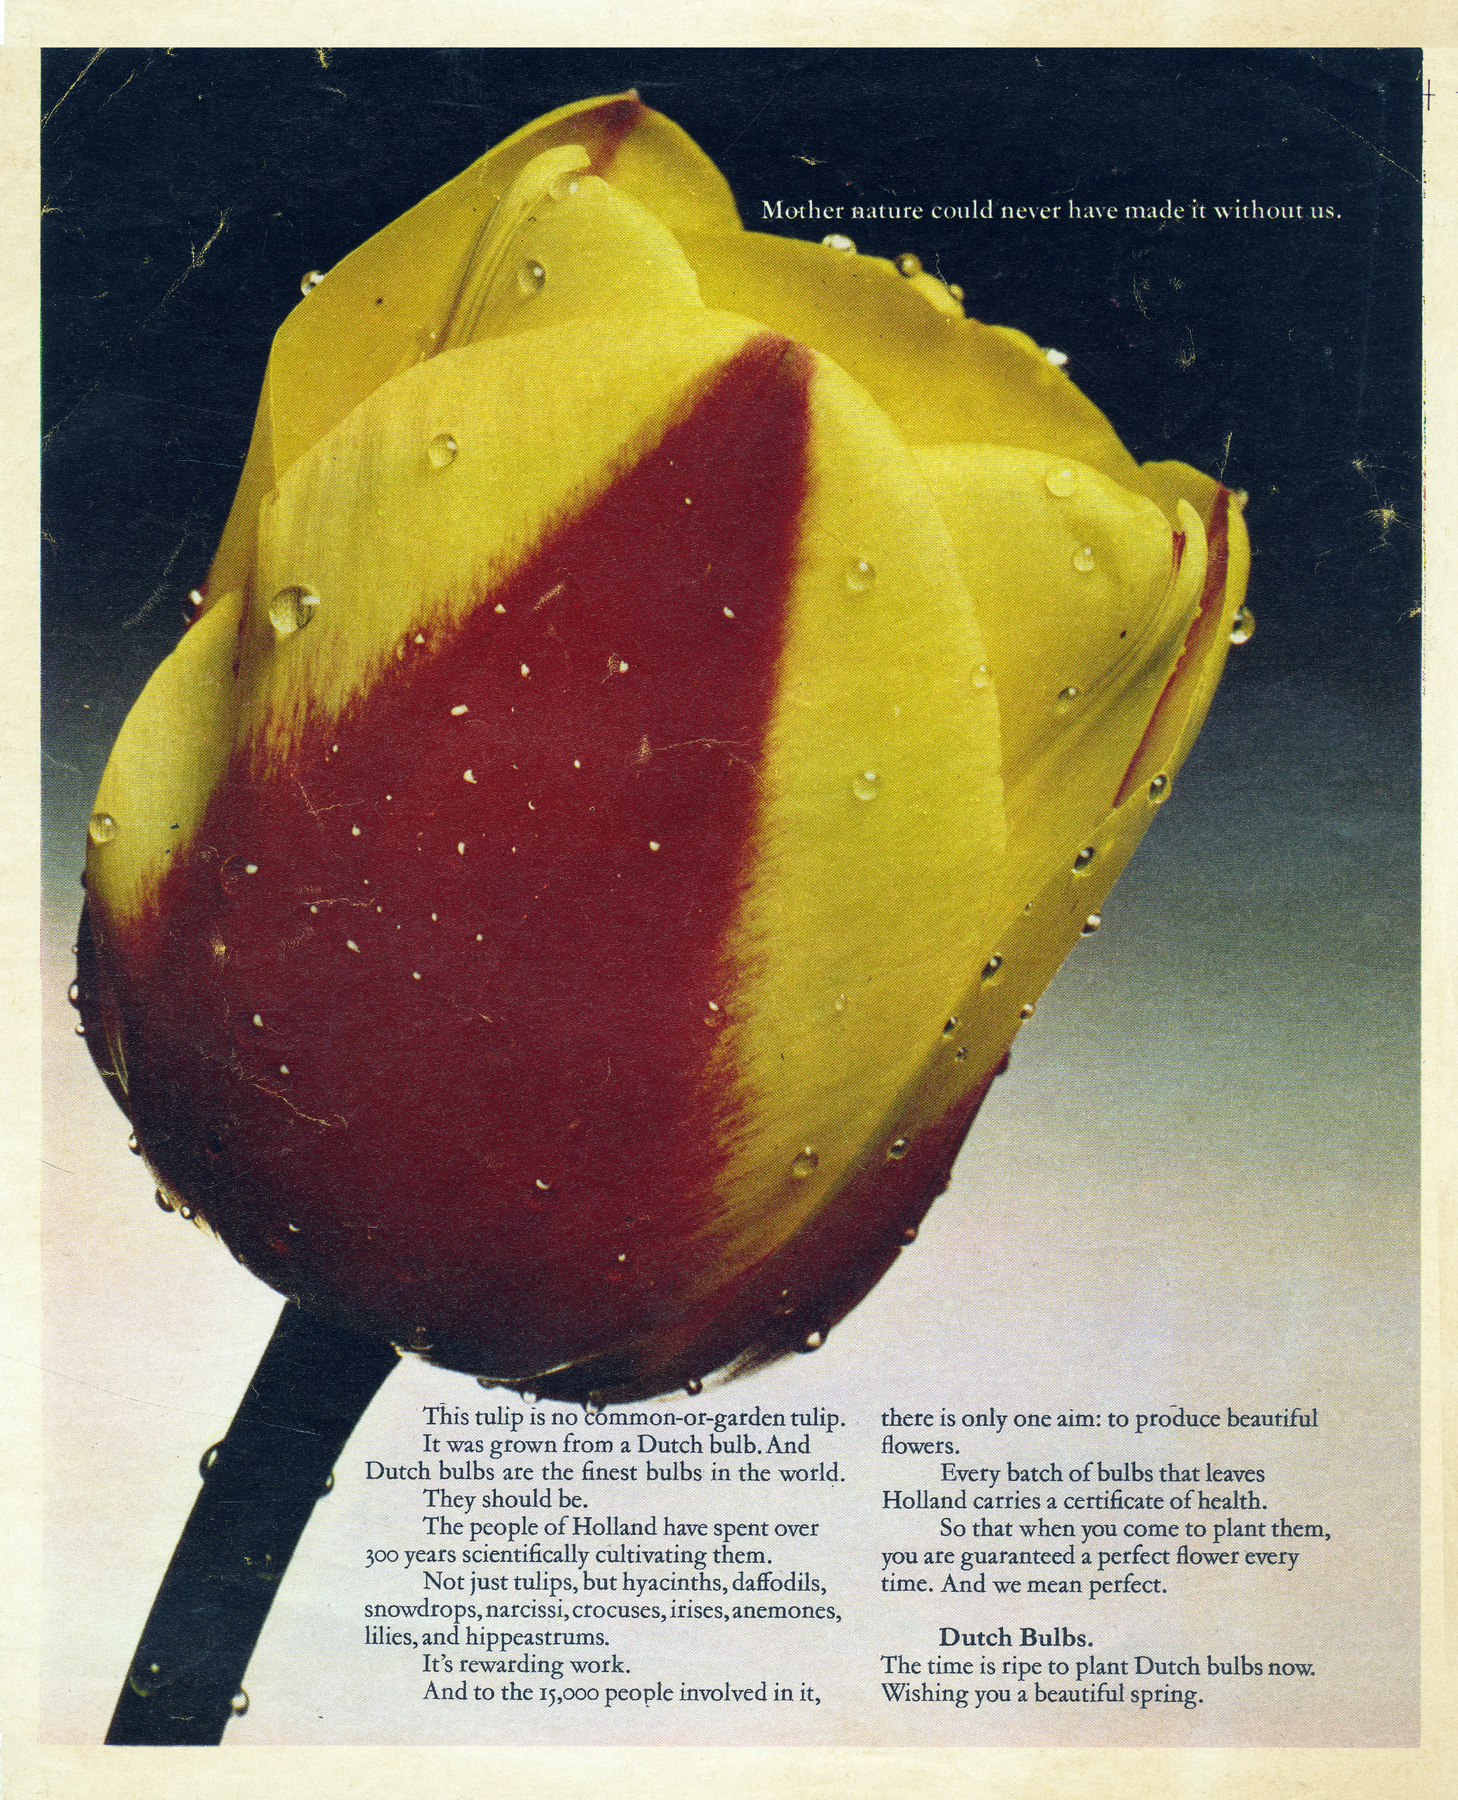 Mother nature could never have made it without us.
This tulip is no common-or-garden tulip.
It was grown from a Dutch bulb. And
Dutch bulbs are the finest bulbs in the world.
They should be.
The people of Holland have spent over
300 years scientifically cultivating them.
Not just tulips, but hyacinths, daffodils,
snowdrops, narcissi, crocuses, irises, anemones,
lilies, and hippeastrums.
It's rewarding work.
And to the 15,000 people involved in it,
there is only one aim: to produce beautiful
flowers.
Every batch of bulbs that leaves
Holland carries a certificate of health.
So that when you come to plant them,
you are guaranteed a perfect flower every
time. And we mean perfect.
Dutch Bulbs.
The time is ripe to plant Dutch bulbs now.
Wishing you a beautiful spring.